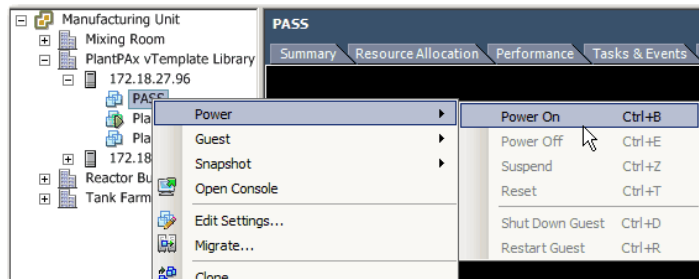 Manufacturing Unit
Mixing Room
PlantPAx vTemplate Library
172.18.27.96
PASS
Pla
Pla
172.18
Reactor Bu
Tank Farm
PASS
Summary Resource Allocation Performance Tasks & Events
Power
Guest
Snapshot
Open Console
Edit Settings...
Migrate...
Clone
Power On Ctrl+B
Power Off Ctrl+E
Suspend Ctrl+Z
Reset Ctrl+T
Shut Down Guest Ctrl+D
Restart Guest Ctrl+R